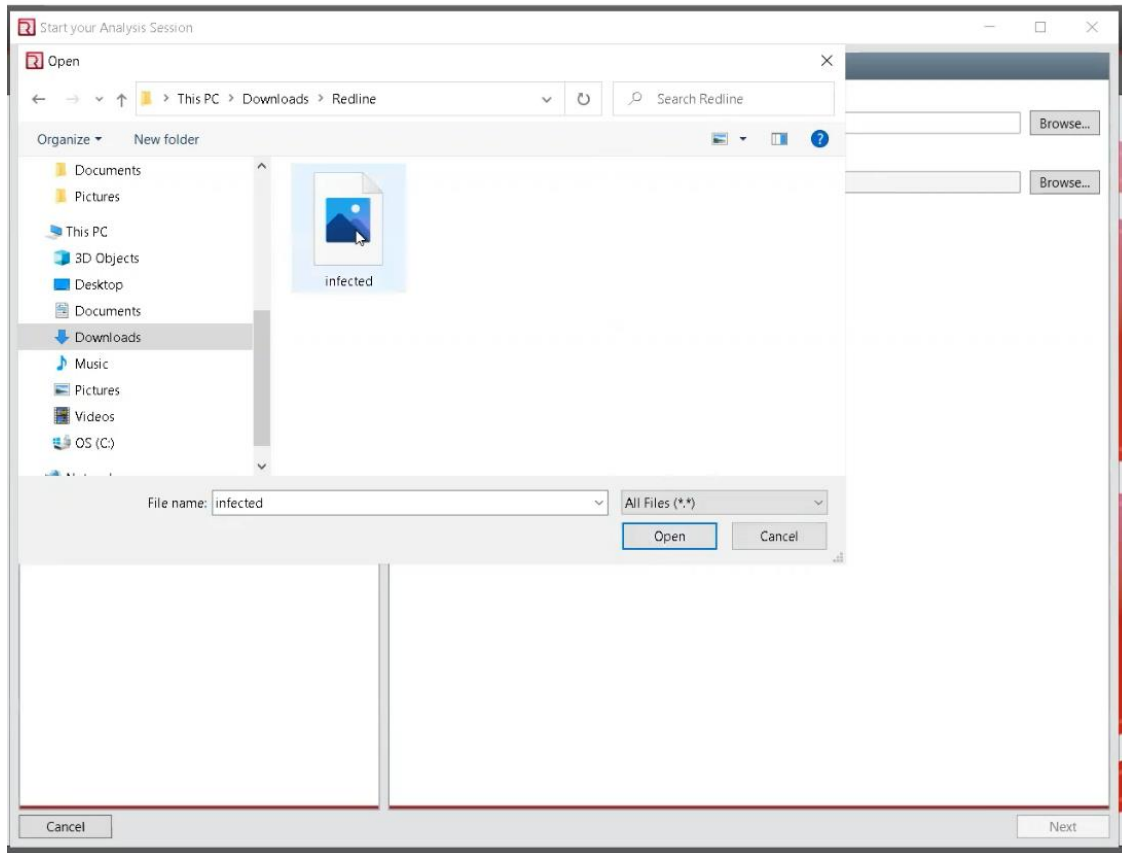 Start your Analysis Session
Open
This PC > Downloads > Redline
Search Redline
Browse...
Organize
New folder
Browse...
Documents
Pictures
This PC
3D Objects
Desktop
Documents
Downloads
Music
Pictures
Videos
OS (C:)
infected
File name: infected
All Files (*.*)
Open
Cancel
Cancel
Next